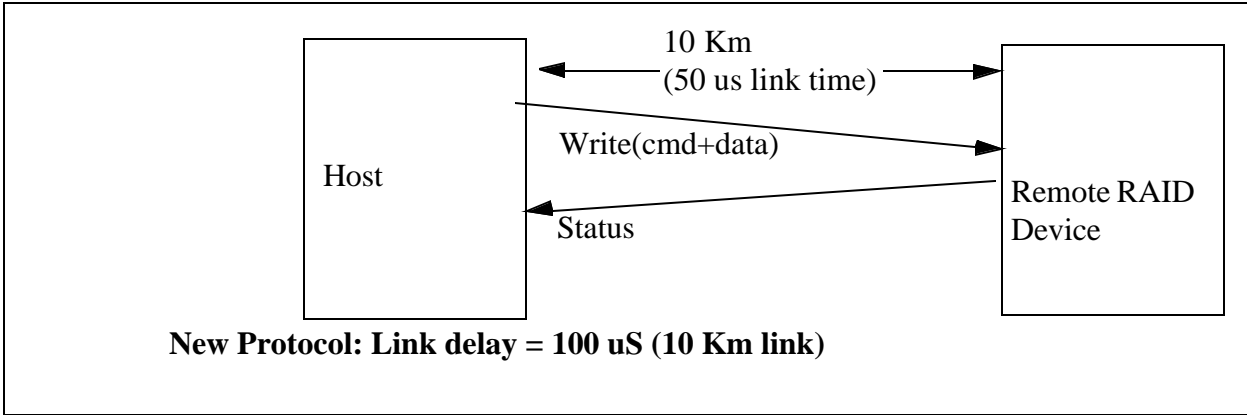 10 Km
(50 us link time)
Write(cmd+data)
Host
Remote RAID
Device
Status
New Protocol: Link delay = 100 uS (10 Km link)